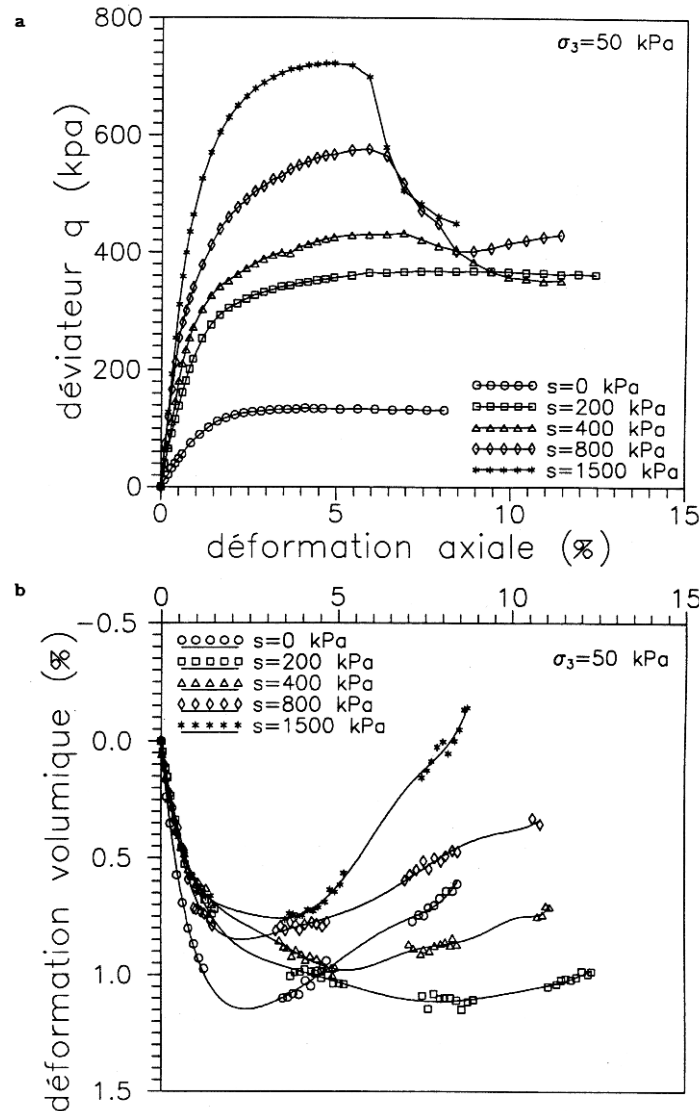 a
800
600
400
200
0
déviateur q (kpa)
σ₃=50 kPa
s=0 kPa
s=200 kPa
s=400 kPa
s=800 kPa
s=1500 kPa
0 5 10 15
déformation axiale (%)
b
0 5 10 15
-0.5
0.0
0.5
1.0
1.5
déformation volumique (%)
s=0 kPa
s=200 kPa
s=400 kPa
s=800 kPa
s=1500 kPa
σ₃=50 kPa